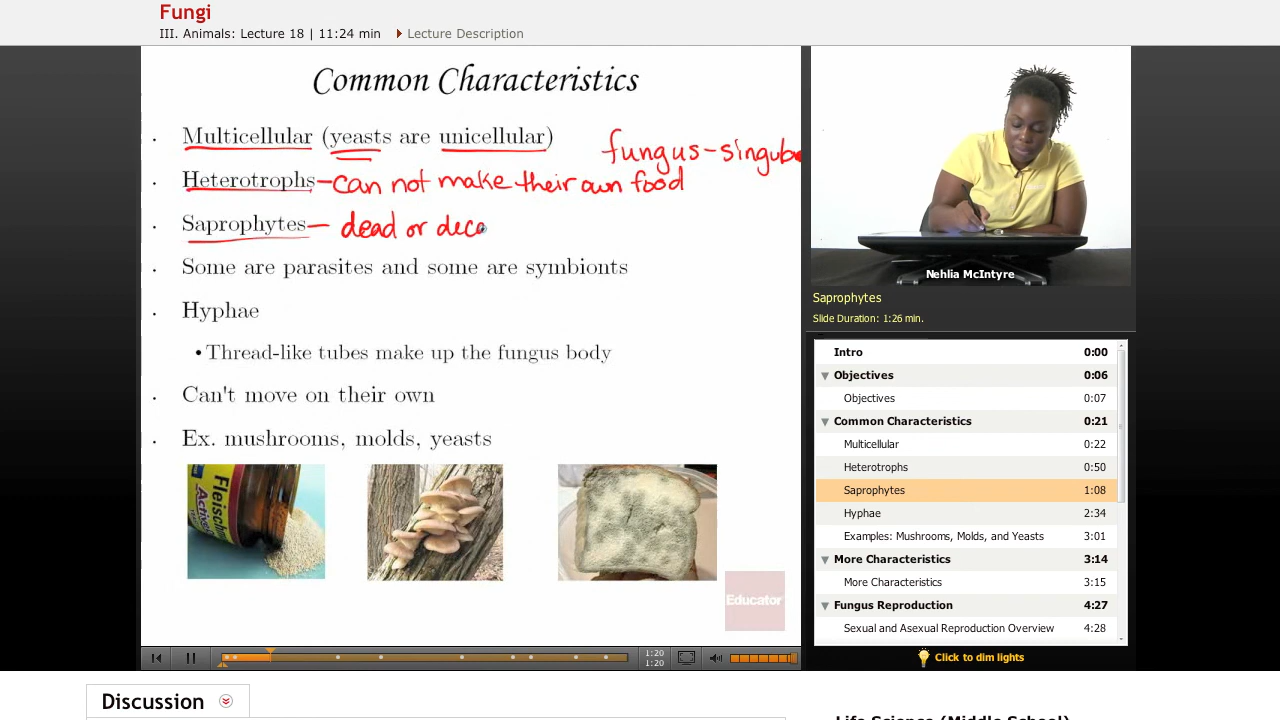 Fungi
III. Animals: Lecture 18 | 11:24 min
Lecture Description
Common Characteristics
• Multicellular (yeasts are unicellular)
fungus-singular
• Heterotrophs-can not make their own food
• Saprophytes- dead or deca
• Some are parasites and some are symbionts
• Hyphae
• Thread-like tubes make up the fungus body
• Can't move on their own
• Ex. mushrooms, molds, yeasts
Educator
1:20
1:20
Nehlia McIntyre
Saprophytes
Slide Duration: 1:26 min.
Intro 0:00
Objectives 0:06
Objectives 0:07
Common Characteristics 0:21
Multicellular 0:22
Heterotrophs 0:50
Saprophytes 1:08
Hyphae 2:34
Examples: Mushrooms, Molds, and Yeasts 3:01
More Characteristics 3:14
More Characteristics 3:15
Fungus Reproduction 4:27
Sexual and Asexual Reproduction Overview 4:28
Click to dim lights
Discussion
Life Science (Middle School)